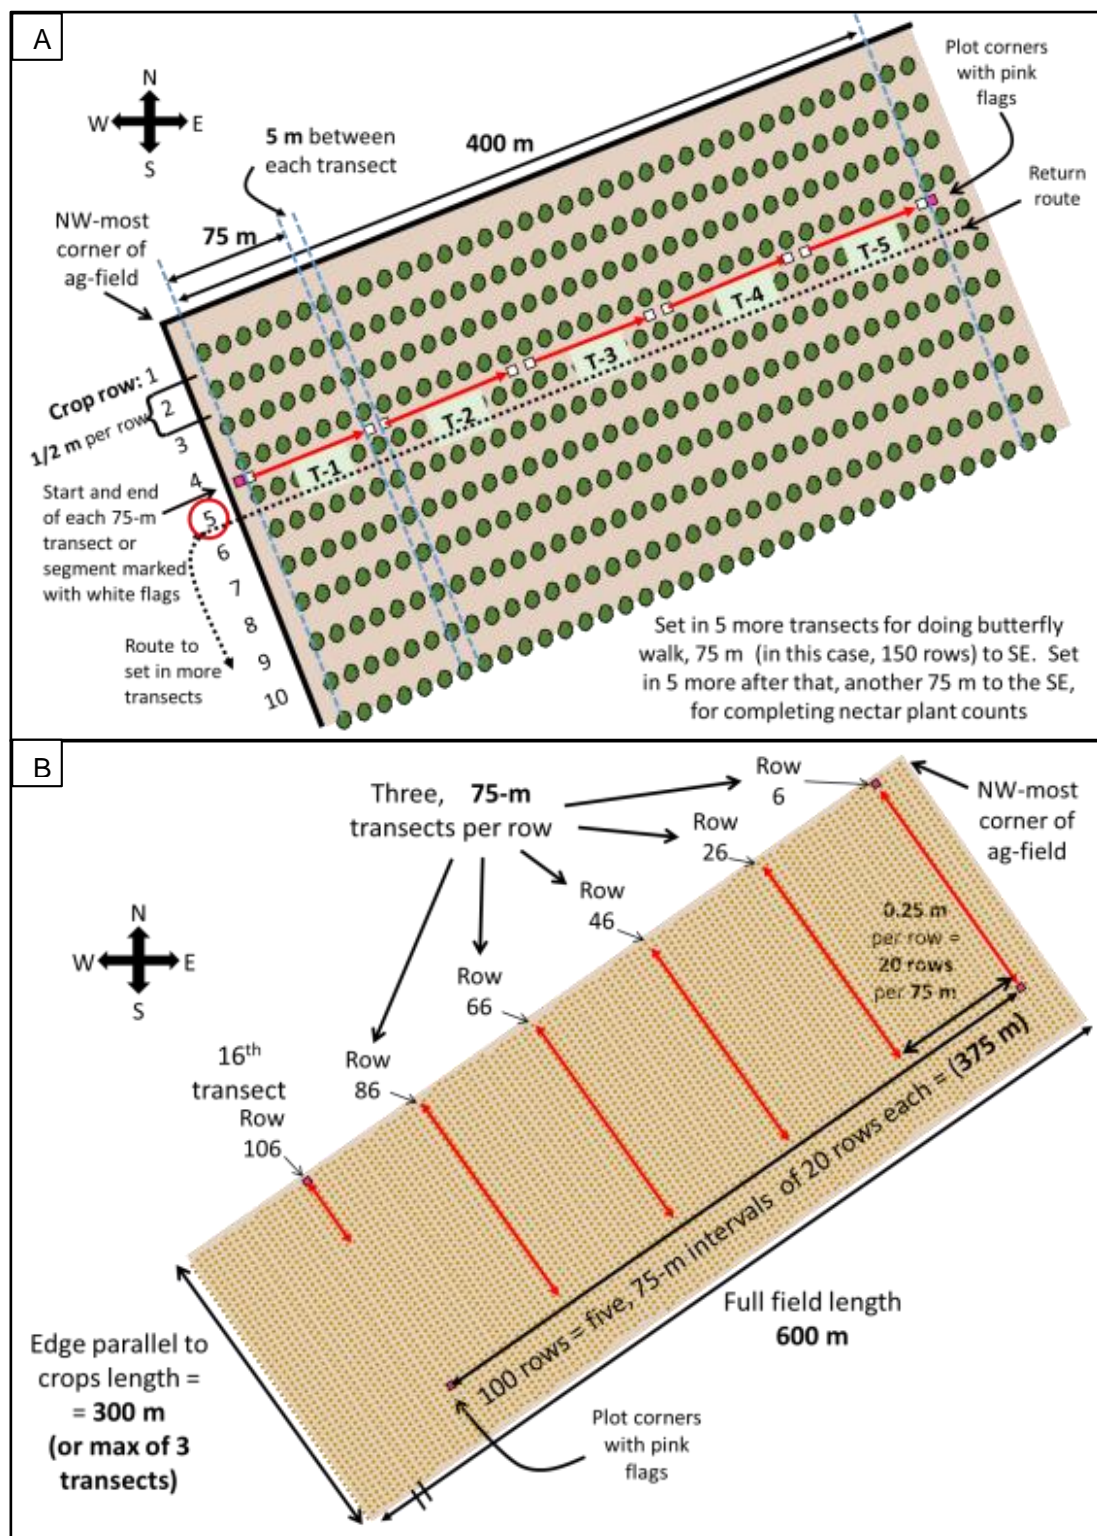 A
N
W E
S
5 m between
each transect
400 m
75 m
NW-most
corner of
ag-field
Plot corners
with pink
flags
Return
route
Crop row: 1
2
3
4
5
6
7
8
9
10
1/2 m per row
Start and end
of each 75-m
transect or
segment marked
with white flags
Route to
set in more
transects
T-1
T-2
T-3
T-4
T-5
Set in 5 more transects for doing butterfly
walk, 75 m (in this case, 150 rows) to SE. Set
in 5 more after that, another 75 m to the SE,
for completing nectar plant counts
B
Three, 75-m
transects per row
Row
6
Row
26
Row
46
Row
66
Row
86
16th
transect
Row
106
NW-most
corner of
ag-field
N
W E
S
0.25 m
per row =
20 rows
per 75 m
100 rows = five, 75-m intervals of 20 rows each = (375 m)
Full field length
600 m
Edge parallel to
crops length =
= 300 m
(or max of 3
transects)
Plot corners
with pink
flags